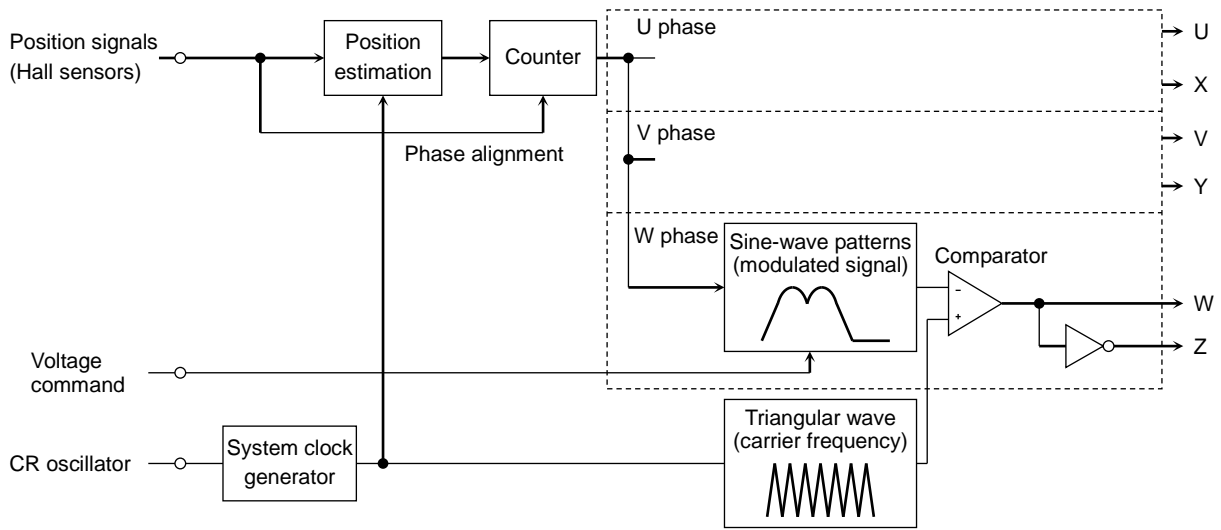 Position signals
(Hall sensors)
Position
estimation
Counter
Phase alignment
U phase
U
X
V phase
V
Y
W phase
Sine-wave patterns
(modulated signal)
Comparator
−
+
W
Z
Voltage
command
Triangular wave
(carrier frequency)
CR oscillator
System clock
generator